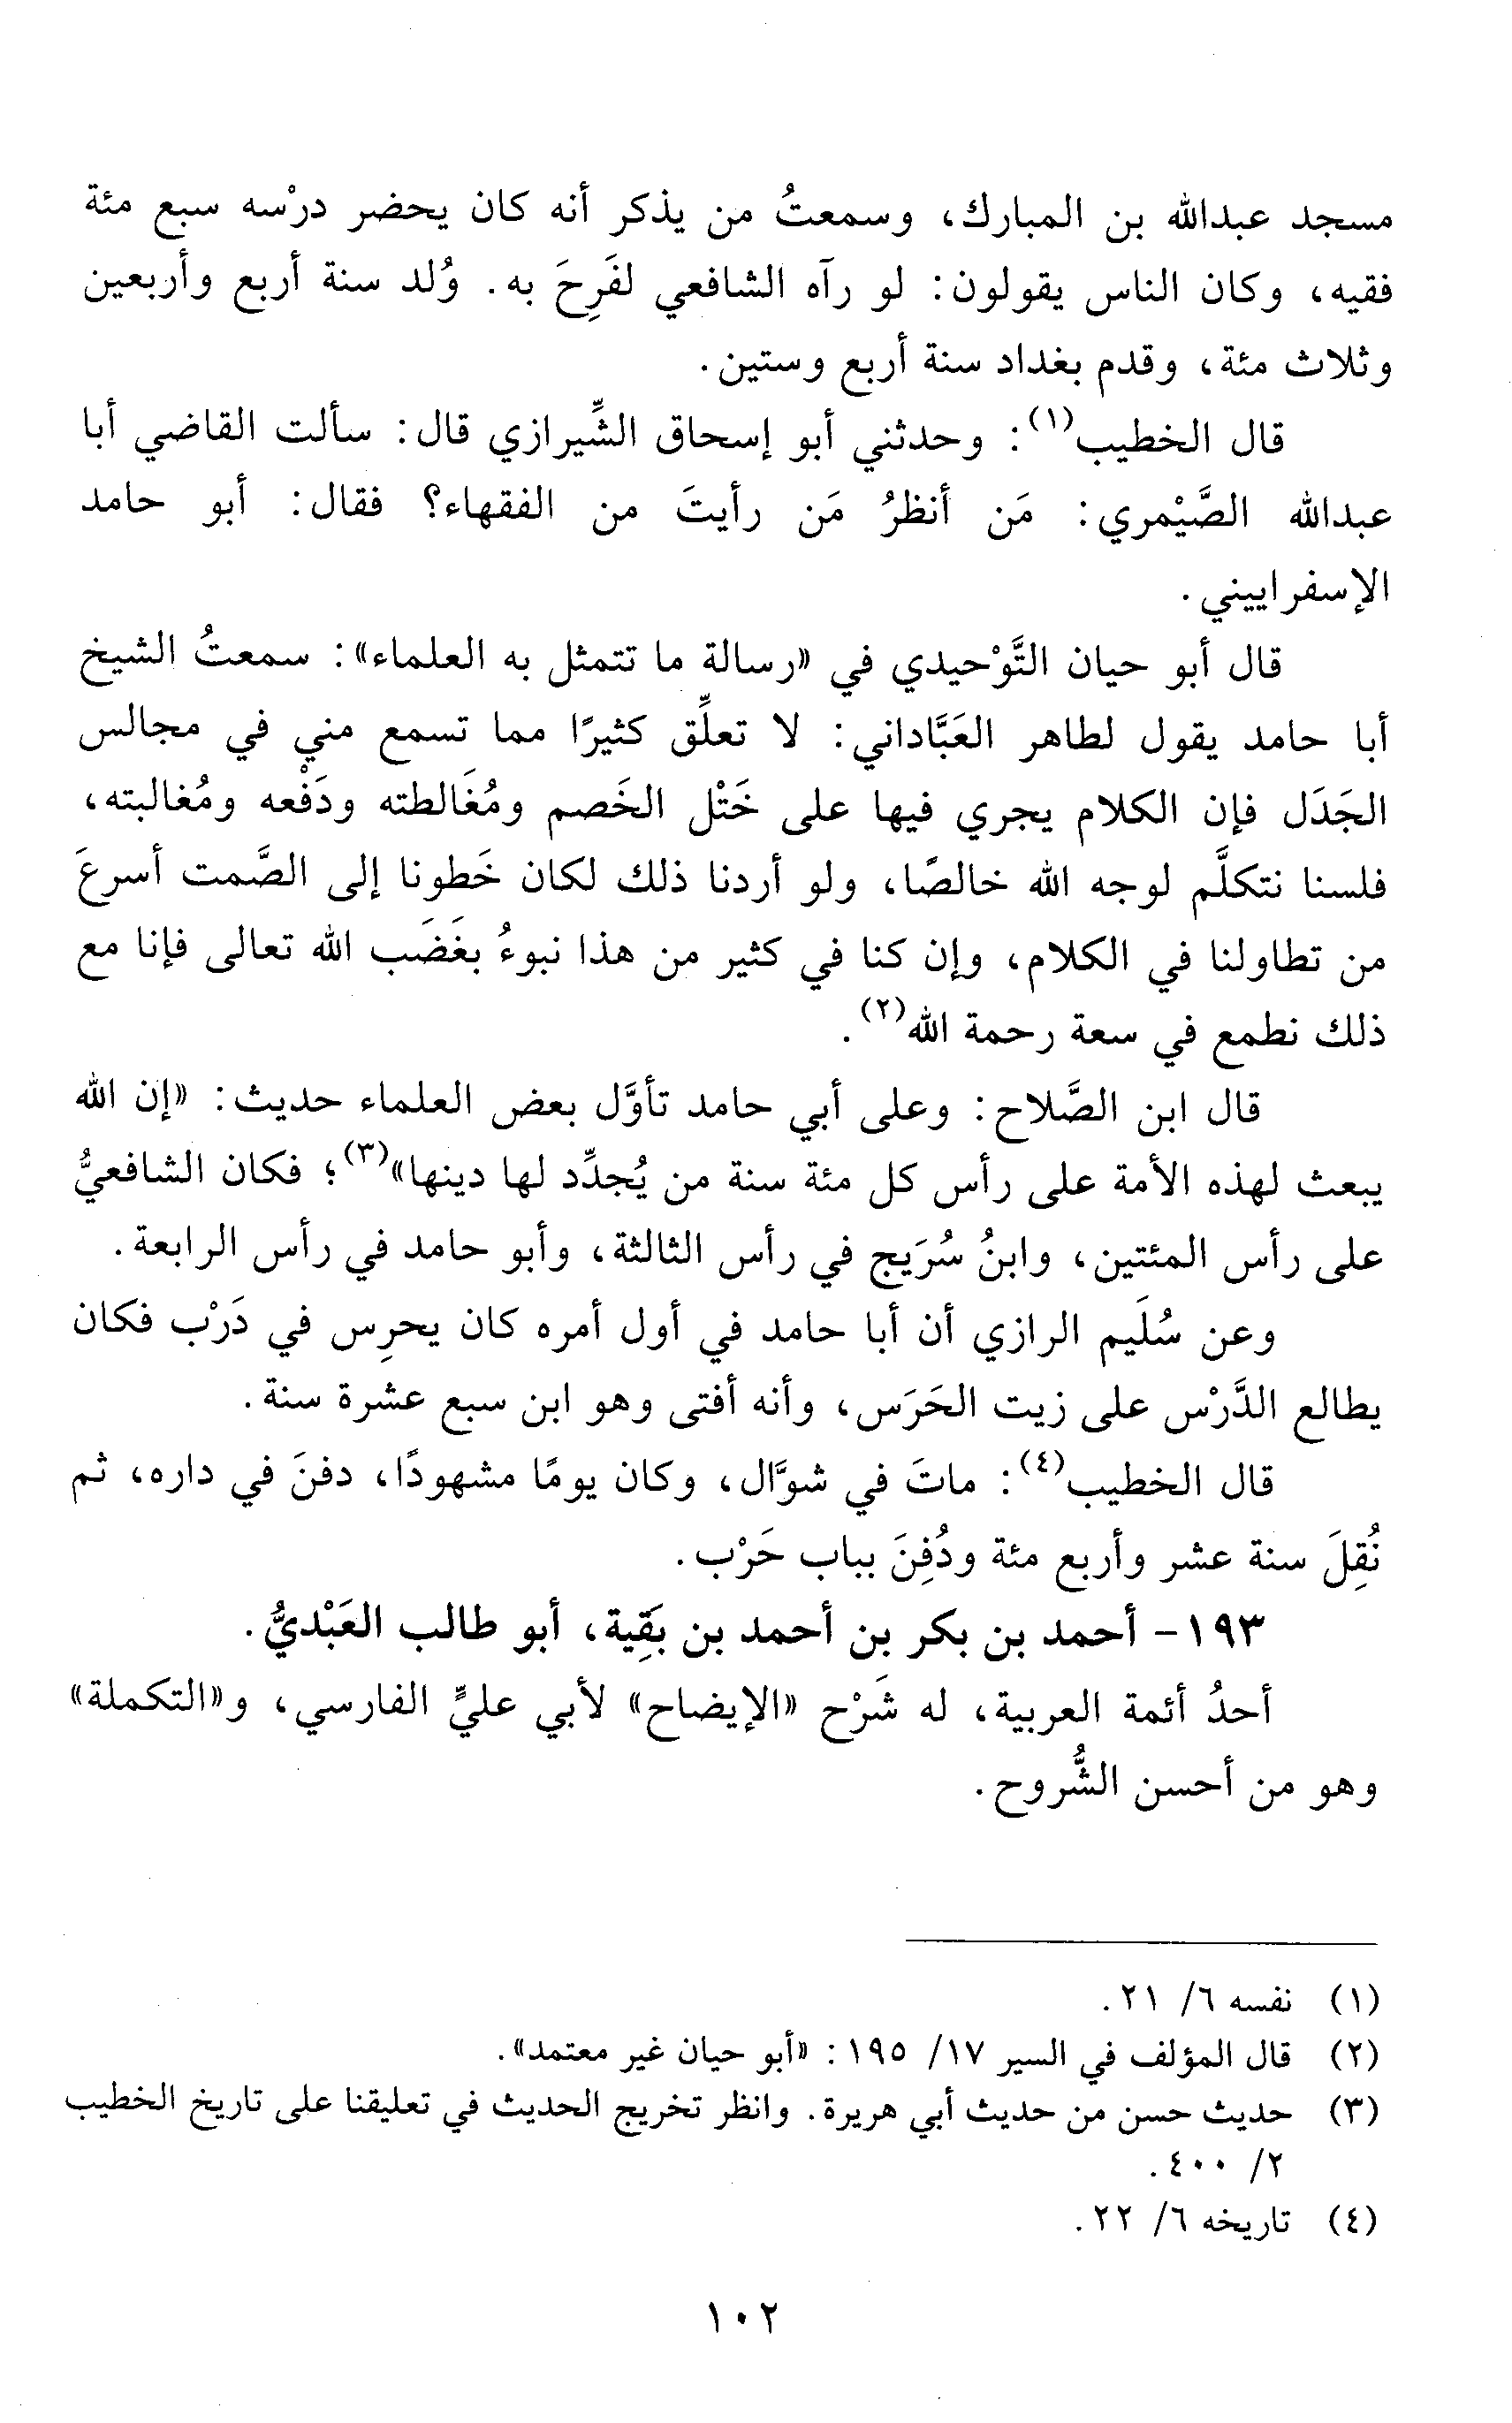 مسجد عبدالله بن المبارك، وسمعتُ من يذكر أنه كان يحضر درْسه سبع مئة
فقيه، وكان الناس يقولون: لو رآه الشافعي لفَرِحَ به. وُلد سنة أربع وأربعين
وثلاث مئة، وقدم بغداد سنة أربع وستين.
قال الخطيب(١): وحدثني أبو إسحاق الشِّيرازي قال: سألت القاضي أبا
عبدالله الصَّيْمري: مَن أنظرُ مَن رأيتَ من الفقهاء؟ فقال: أبو حامد
الإسفراييني.
قال أبو حيان التَّوْحيدي في «رسالة ما تتمثل به العلماء»: سمعتُ الشيخ
أبا حامد يقول لطاهر العَبَّاداني: لا تعلِّق كثيرًا مما تسمع مني في مجالس
الجَدَل فإن الكلام يجري فيها على خَتْل الخَصم ومُغَالطته ودَفْعه ومُغالبته،
فلسنا نتكلَّم لوجه الله خالصًا، ولو أردنا ذلك لكان خَطونا إلى الصَّمت أسرعَ
من تطاولنا في الكلام، وإن كنا في كثير من هذا نبوءُ بغَضَب الله تعالى فإنا مع
ذلك نطمع في سعة رحمة الله(٢).
قال ابن الصَّلاح: وعلى أبي حامد تأوَّل بعض العلماء حديث: «إن الله
يبعث لهذه الأمة على رأس كل مئة سنة من يُجدِّد لها دينها»(٣)؛ فكان الشافعيُّ
على رأس المئتين، وابنُ سُرَيج في رأس الثالثة، وأبو حامد في رأس الرابعة.
وعن سُلَيم الرازي أن أبا حامد في أول أمره كان يحرِس في دَرْب فكان
يطالع الدَّرْس على زيت الحَرَس، وأنه أفتى وهو ابن سبع عشرة سنة.
قال الخطيب(٤): ماتَ في شوَّال، وكان يومًا مشهودًا، دفنَ في داره، ثم
نُقِلَ سنة عشر وأربع مئة ودُفِنَ بباب حَرْب.
١٩٣- أحمد بن بكر بن أحمد بن بَقِية، أبو طالب العَبْديُّ.
أحدُ أئمة العربية، له شَرْح «الإيضاح» لأبي عليٍّ الفارسي، و«التكملة»
وهو من أحسن الشُّروح.
(١) نفسه ٦/ ٢١.
(٢) قال المؤلف في السير ١٧/ ١٩٥: «أبو حيان غير معتمد».
(٣) حديث حسن من حديث أبي هريرة. وانظر تخريج الحديث في تعليقنا على تاريخ الخطيب
٢/ ٤٠٠.
(٤) تاريخه ٦/ ٢٢.
١٠٢